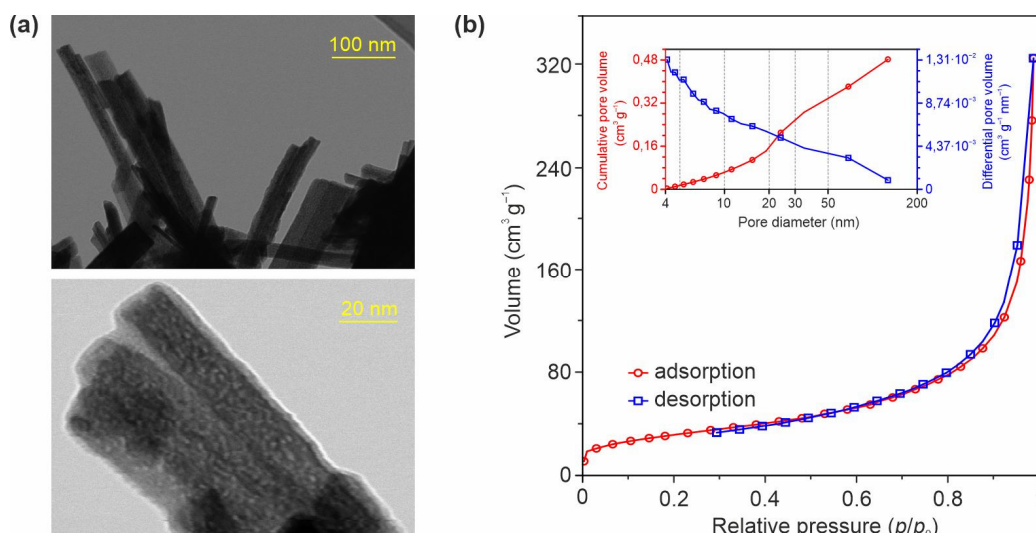 (a)
100 nm
20 nm
(b)
Volume (cm³ g⁻¹)
320
240
160
80
0
0
0.2
0.4
0.6
0.8
Relative pressure (p/p₀)
adsorption
desorption
Cumulative pore volume
(cm³ g⁻¹)
0,48
0,32
0,16
0
4
10
20
30
50
200
Pore diameter (nm)
1,31·10⁻²
8,74·10⁻³
4,37·10⁻³
0
Differential pore volume
(cm³ g⁻¹ nm⁻¹)